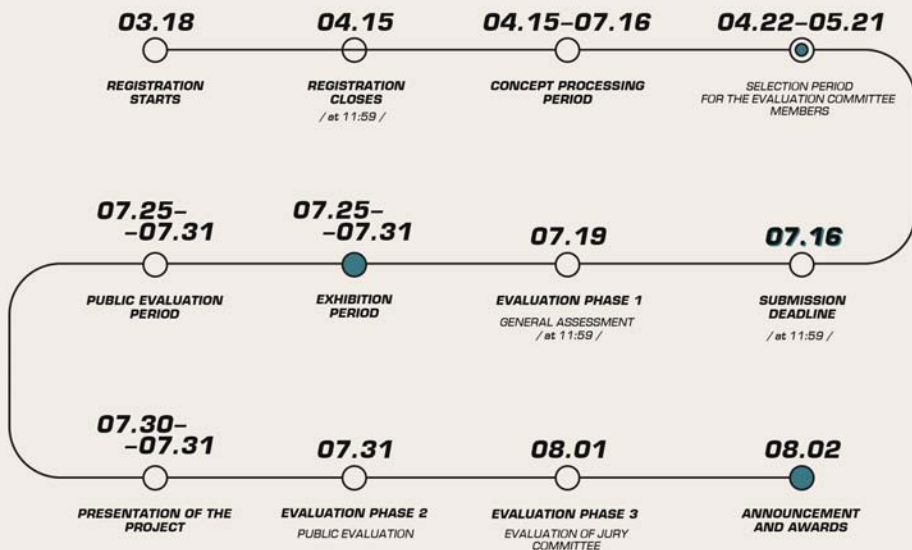 03.18
REGISTRATION
STARTS
04.15
REGISTRATION
CLOSES
/ at 11:59 /
04.15-07.16
CONCEPT PROCESSING
PERIOD
04.22-05.21
SELECTION PERIOD
FOR THE EVALUATION COMMITTEE
MEMBERS
07.25-
-07.31
PUBLIC EVALUATION
PERIOD
07.25-
-07.31
EXHIBITION
PERIOD
07.19
EVALUATION PHASE 1
GENERAL ASSESSMENT
/ at 11:59 /
07.16
SUBMISSION
DEADLINE
/ at 11:59 /
07.30-
-07.31
PRESENTATION OF THE
PROJECT
07.31
EVALUATION PHASE 2
PUBLIC EVALUATION
08.01
EVALUATION PHASE 3
EVALUATION OF JURY
COMMITTEE
08.02
ANNOUNCEMENT
AND AWARDS